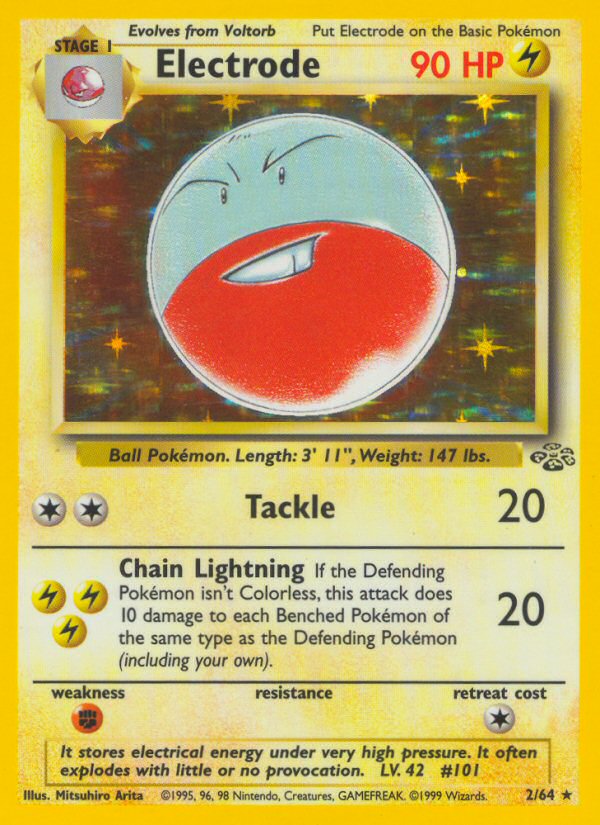 Evolves from Voltorb Put Electrode on the Basic Pokémon
STAGE 1
Electrode 90 HP
Ball Pokémon. Length: 3' 11", Weight: 147 lbs.
Tackle 20
Chain Lightning If the Defending
Pokémon isn't Colorless, this attack does
10 damage to each Benched Pokémon of
the same type as the Defending Pokémon
(including your own).
20
weakness resistance retreat cost
It stores electrical energy under very high pressure. It often
explodes with little or no provocation. LV. 42 #101
Illus. Mitsuhiro Arita ©1995, 96, 98 Nintendo, Creatures, GAMEFREAK. ©1999 Wizards. 2/64 ★